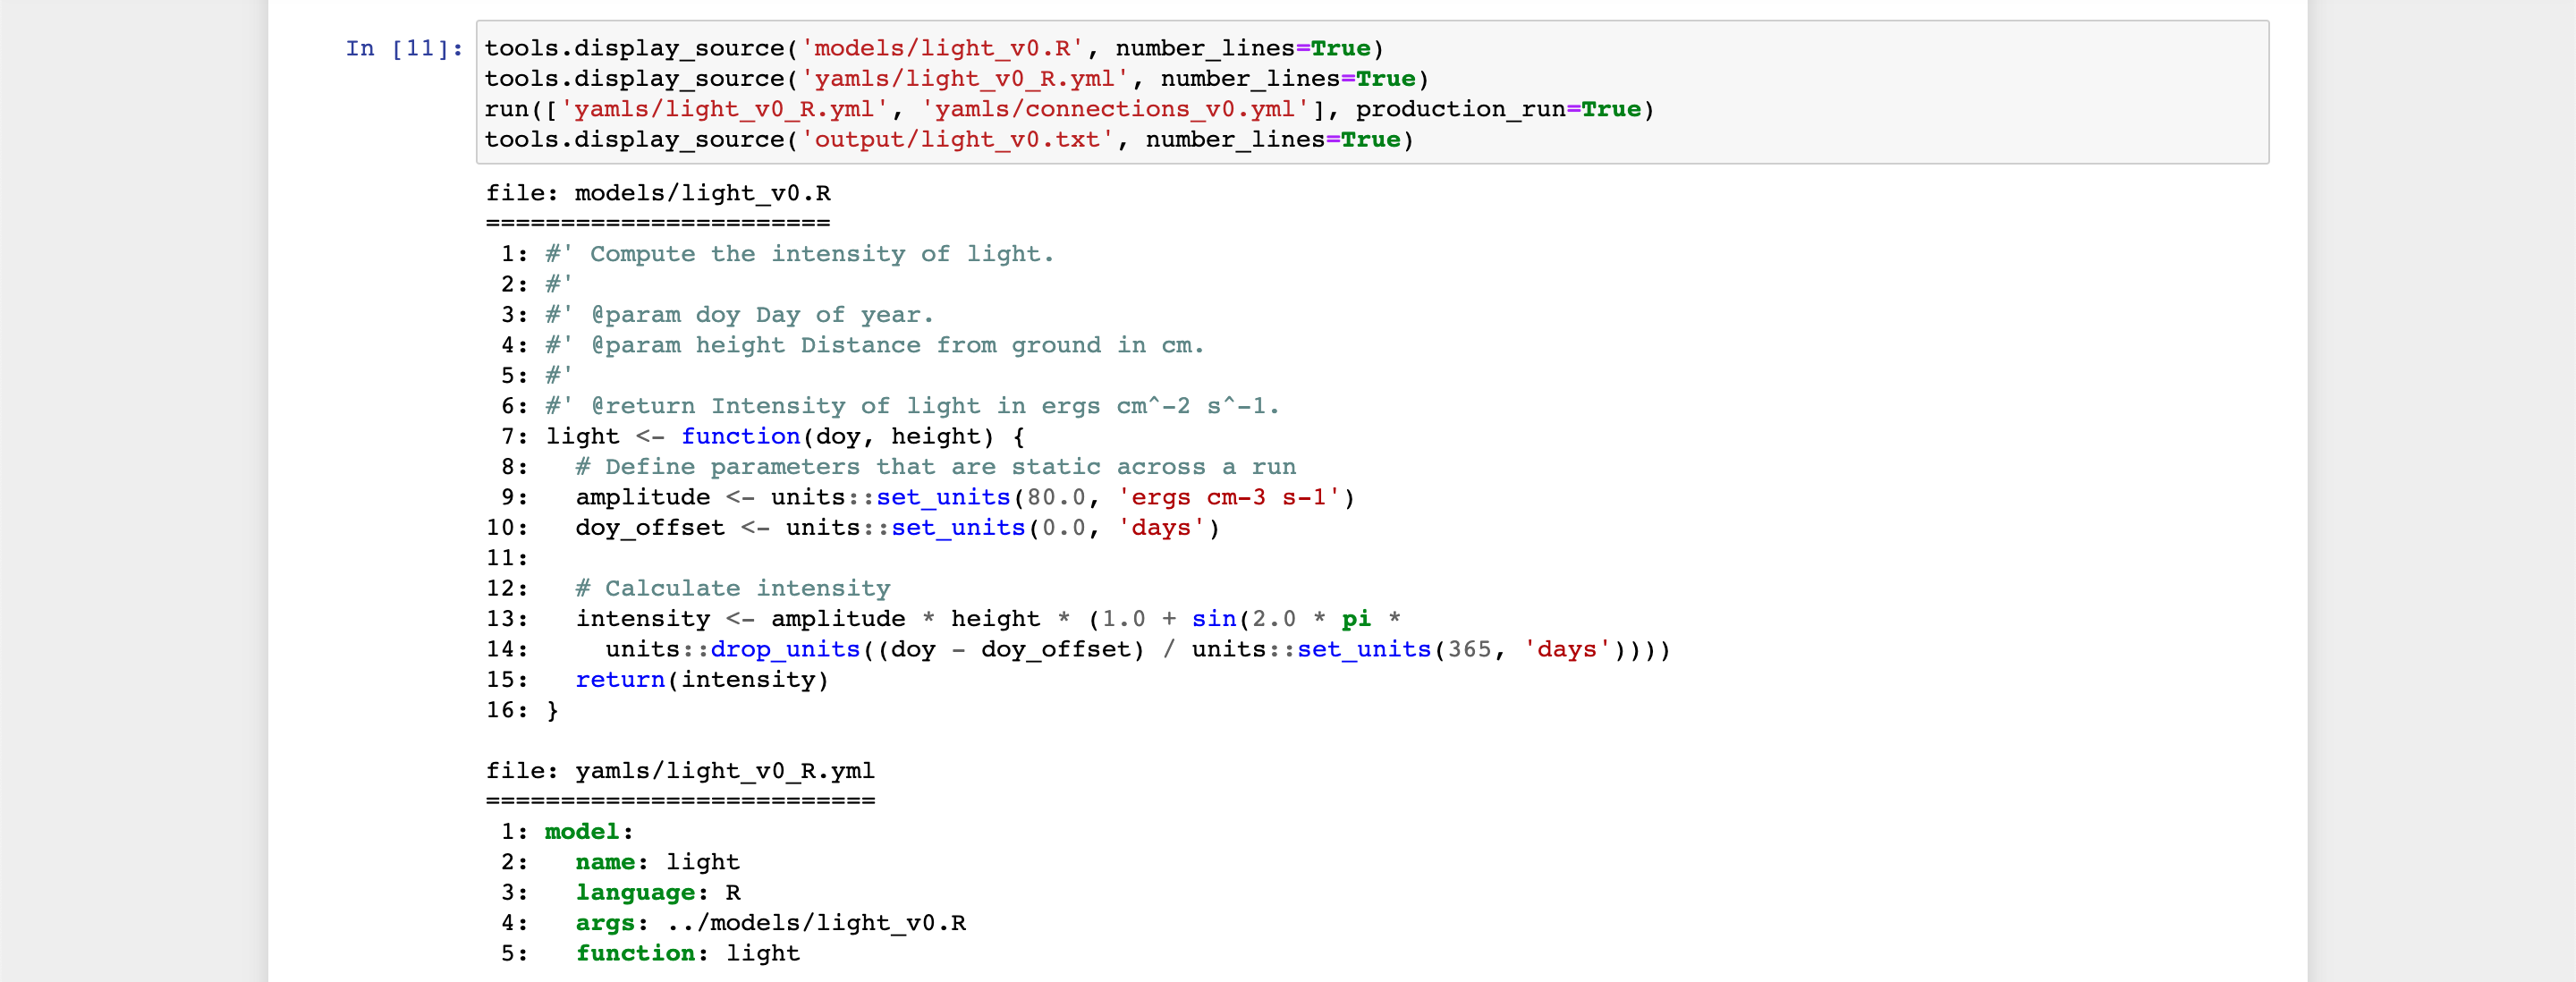 In [11]: tools.display_source('models/light_v0.R', number_lines=True)
tools.display_source('yamls/light_v0_R.yml', number_lines=True)
run(['yamls/light_v0_R.yml', 'yamls/connections_v0.yml'], production_run=True)
tools.display_source('output/light_v0.txt', number_lines=True)
file: models/light_v0.R
=======================
1: #' Compute the intensity of light.
2: #'
3: #' @param doy Day of year.
4: #' @param height Distance from ground in cm.
5: #'
6: #' @return Intensity of light in ergs cm^-2 s^-1.
7: light <- function(doy, height) {
8:   # Define parameters that are static across a run
9:   amplitude <- units::set_units(80.0, 'ergs cm-3 s-1')
10:   doy_offset <- units::set_units(0.0, 'days')
11:
12:   # Calculate intensity
13:   intensity <- amplitude * height * (1.0 + sin(2.0 * pi *
14:     units::drop_units((doy - doy_offset) / units::set_units(365, 'days'))))
15:   return(intensity)
16: }
file: yamls/light_v0_R.yml
==========================
1: model:
2:   name: light
3:   language: R
4:   args: ../models/light_v0.R
5:   function: light